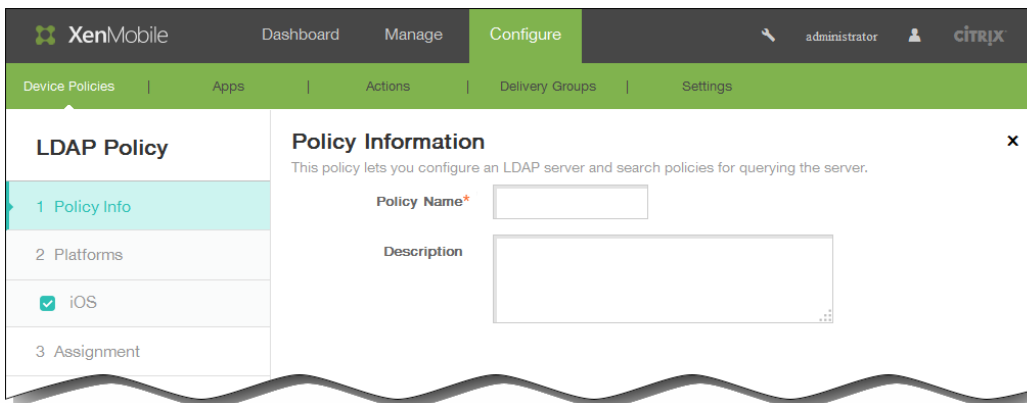 XenMobile Dashboard Manage Configure administrator CİTRIX
Device Policies | Apps | Actions | Delivery Groups | Settings
LDAP Policy
1 Policy Info
2 Platforms
iOS
3 Assignment
Policy Information
This policy lets you configure an LDAP server and search policies for querying the server.
Policy Name*
Description